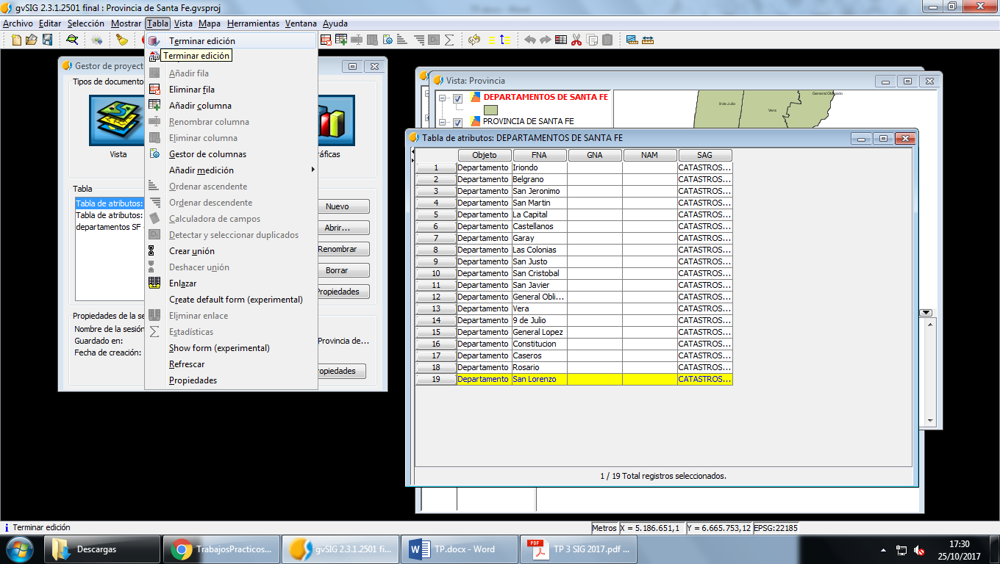 gvSIG 2.3.1.2501 final : Provincia de Santa Fe.gvsproj
Archivo Editar Selección Mostrar Tabla Vista Mapa Herramientas Ventana Ayuda
Terminar edición
Terminar edición
Añadir fila
Eliminar fila
Añadir columna
Renombrar columna
Eliminar columna
Gestor de columnas
Añadir medición
Ordenar ascendente
Ordenar descendente
Calculadora de campos
Detectar y seleccionar duplicados
Crear unión
Deshacer unión
Enlazar
Create default form (experimental)
Eliminar enlace
Estadísticas
Show form (experimental)
Refrescar
Propiedades
Gestor de proyecto
Tipos de documento
Vista
áficas
Tabla
Tabla de atributos:
Tabla de atributos:
departamentos SF
Nuevo
Abrir...
Renombrar
Borrar
Propiedades
Propiedades de la se
Nombre de la sesión
Guardado en:
Fecha de creación:
Provincia de...
opiedades
Vista: Provincia
DEPARTAMENTOS DE SANTA FE
PROVINCIA DE SANTA FE
9 de Julio
Vera
General Obligado
Tabla de atributos: DEPARTAMENTOS DE SANTA FE
Objeto FNA GNA NAM SAG
1 Departamento Iriondo CATASTROS...
2 Departamento Belgrano CATASTROS...
3 Departamento San Jeronimo CATASTROS...
4 Departamento San Martin CATASTROS...
5 Departamento La Capital CATASTROS...
6 Departamento Castellanos CATASTROS...
7 Departamento Garay CATASTROS...
8 Departamento Las Colonias CATASTROS...
9 Departamento San Justo CATASTROS...
10 Departamento San Cristobal CATASTROS...
11 Departamento San Javier CATASTROS...
12 Departamento General Obli... CATASTROS...
13 Departamento Vera CATASTROS...
14 Departamento 9 de Julio CATASTROS...
15 Departamento General Lopez CATASTROS...
16 Departamento Constitucion CATASTROS...
17 Departamento Caseros CATASTROS...
18 Departamento Rosario CATASTROS...
19 Departamento San Lorenzo CATASTROS...
1 / 19 Total registros seleccionados.
Terminar edición
Metros X = 5.186.651,1 Y = 6.665.753,12 EPSG:22185
Descargas
TrabajosPracticos...
gvSIG 2.3.1.2501 fi...
TP.docx - Word
PDF
TP 3 SIG 2017.pdf ...
17:30
25/10/2017